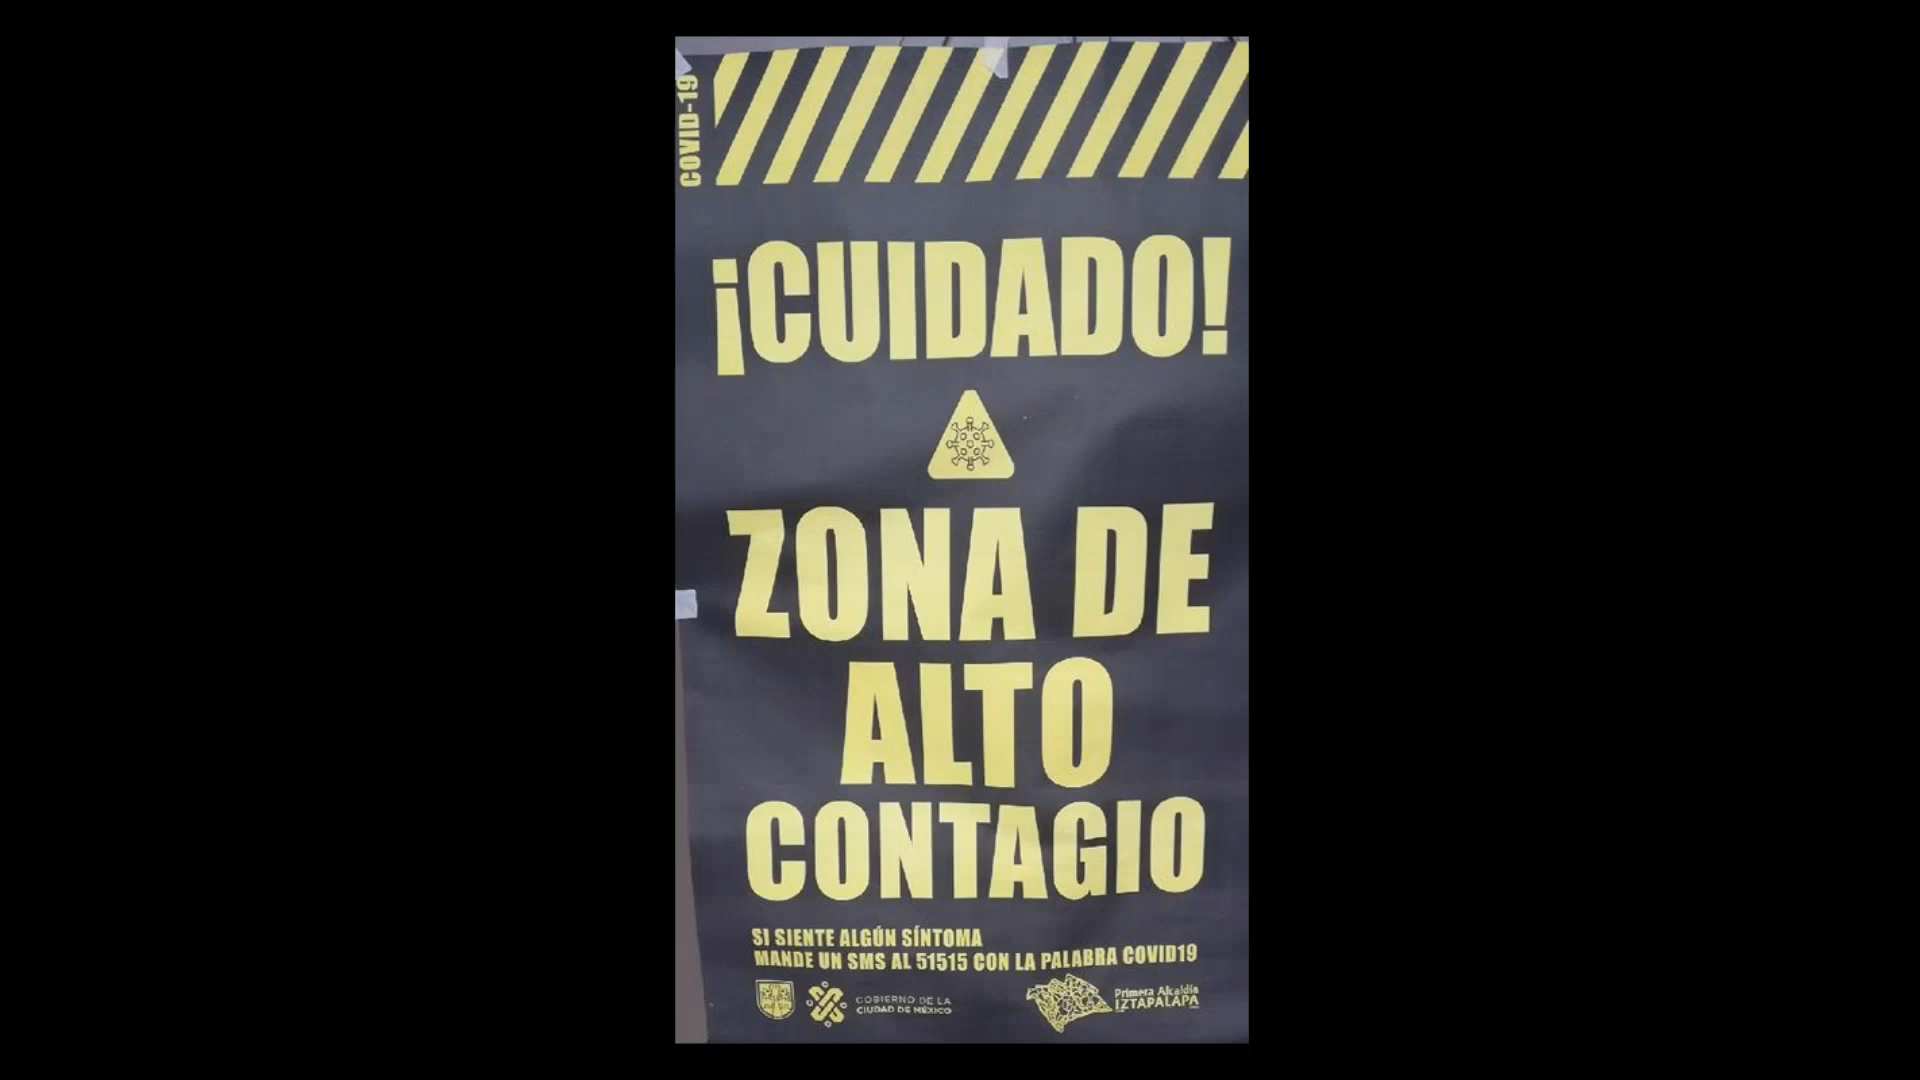 COVID-19
¡CUIDADO!
ZONA DE
ALTO
CONTAGIO
SI SIENTE ALGÚN SÍNTOMA
MANDE UN SMS AL 51515 CON LA PALABRA COVID19
GOBIERNO DE LA
CIUDAD DE MÉXICO
Primera Alcaldía
IZTAPALAPA